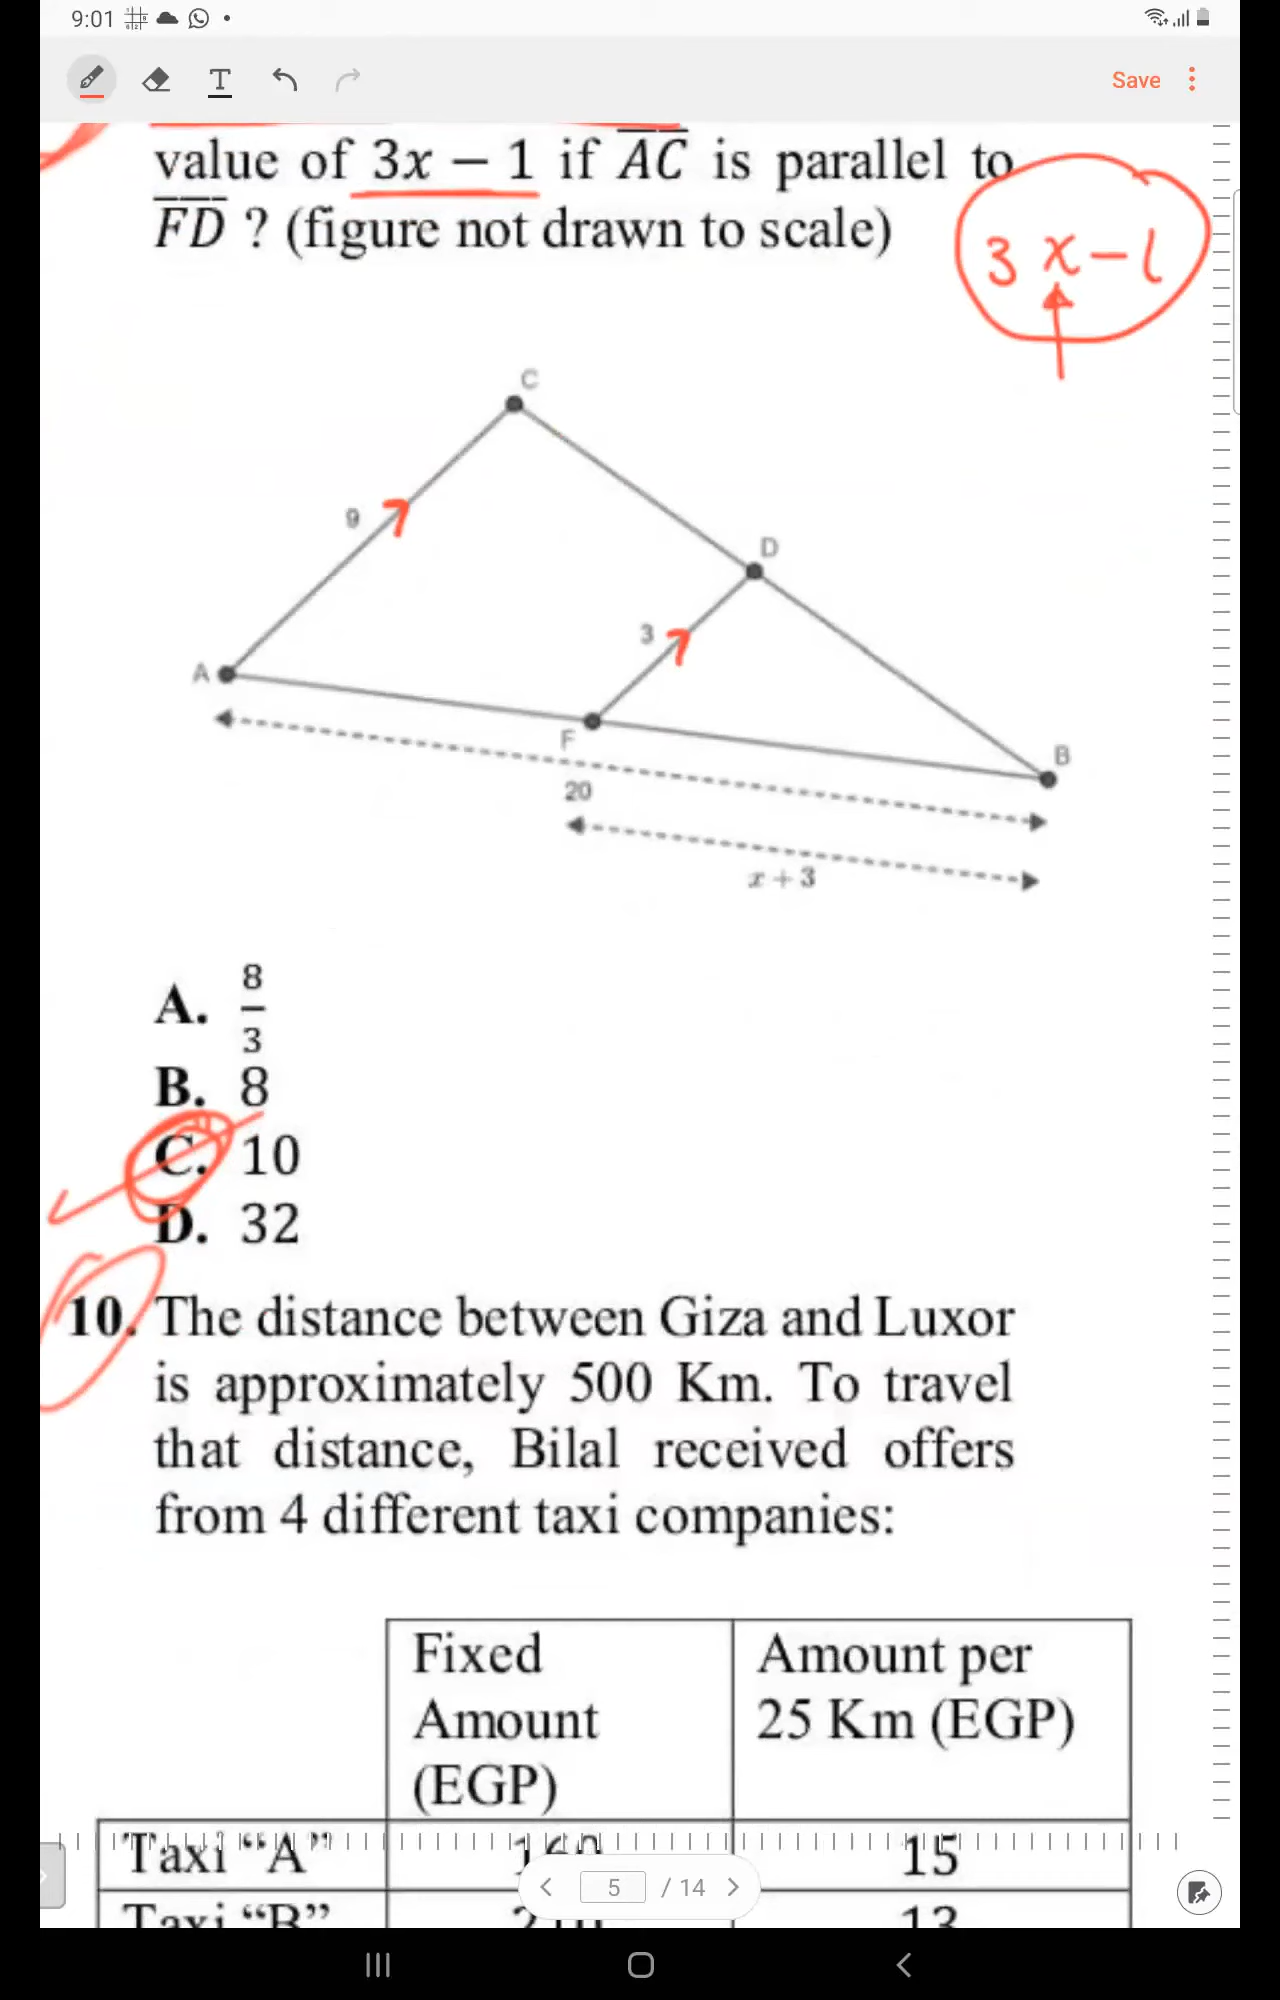 9:01
Save
value of 3x − 1 if AC is parallel to
FD ? (figure not drawn to scale)
3x-1
C
9
D
3
A
F
B
20
x + 3
A. 8/3
B. 8
C. 10
D. 32
10. The distance between Giza and Luxor
is approximately 500 Km. To travel
that distance, Bilal received offers
from 4 different taxi companies:
Fixed
Amount
(EGP)
Amount per
25 Km (EGP)
Taxi “A”
15
Taxi “B”
13
5 / 14